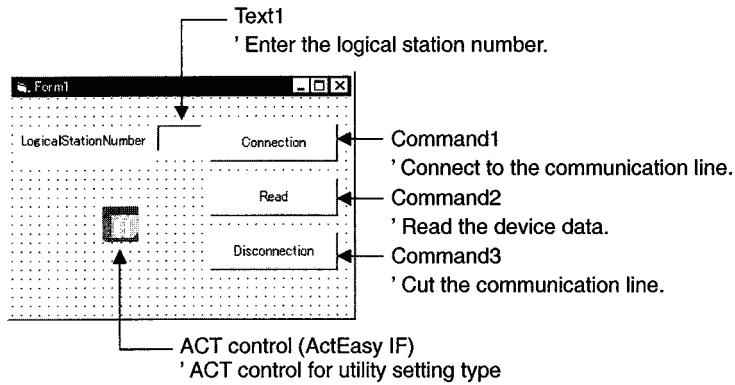 Text1
' Enter the logical station number.
Form1
LogicalStationNumber
Connection
Command1
' Connect to the communication line.
Read
Command2
' Read the device data.
Disconnection
Command3
' Cut the communication line.
ACT control (ActEasy IF)
' ACT control for utility setting type